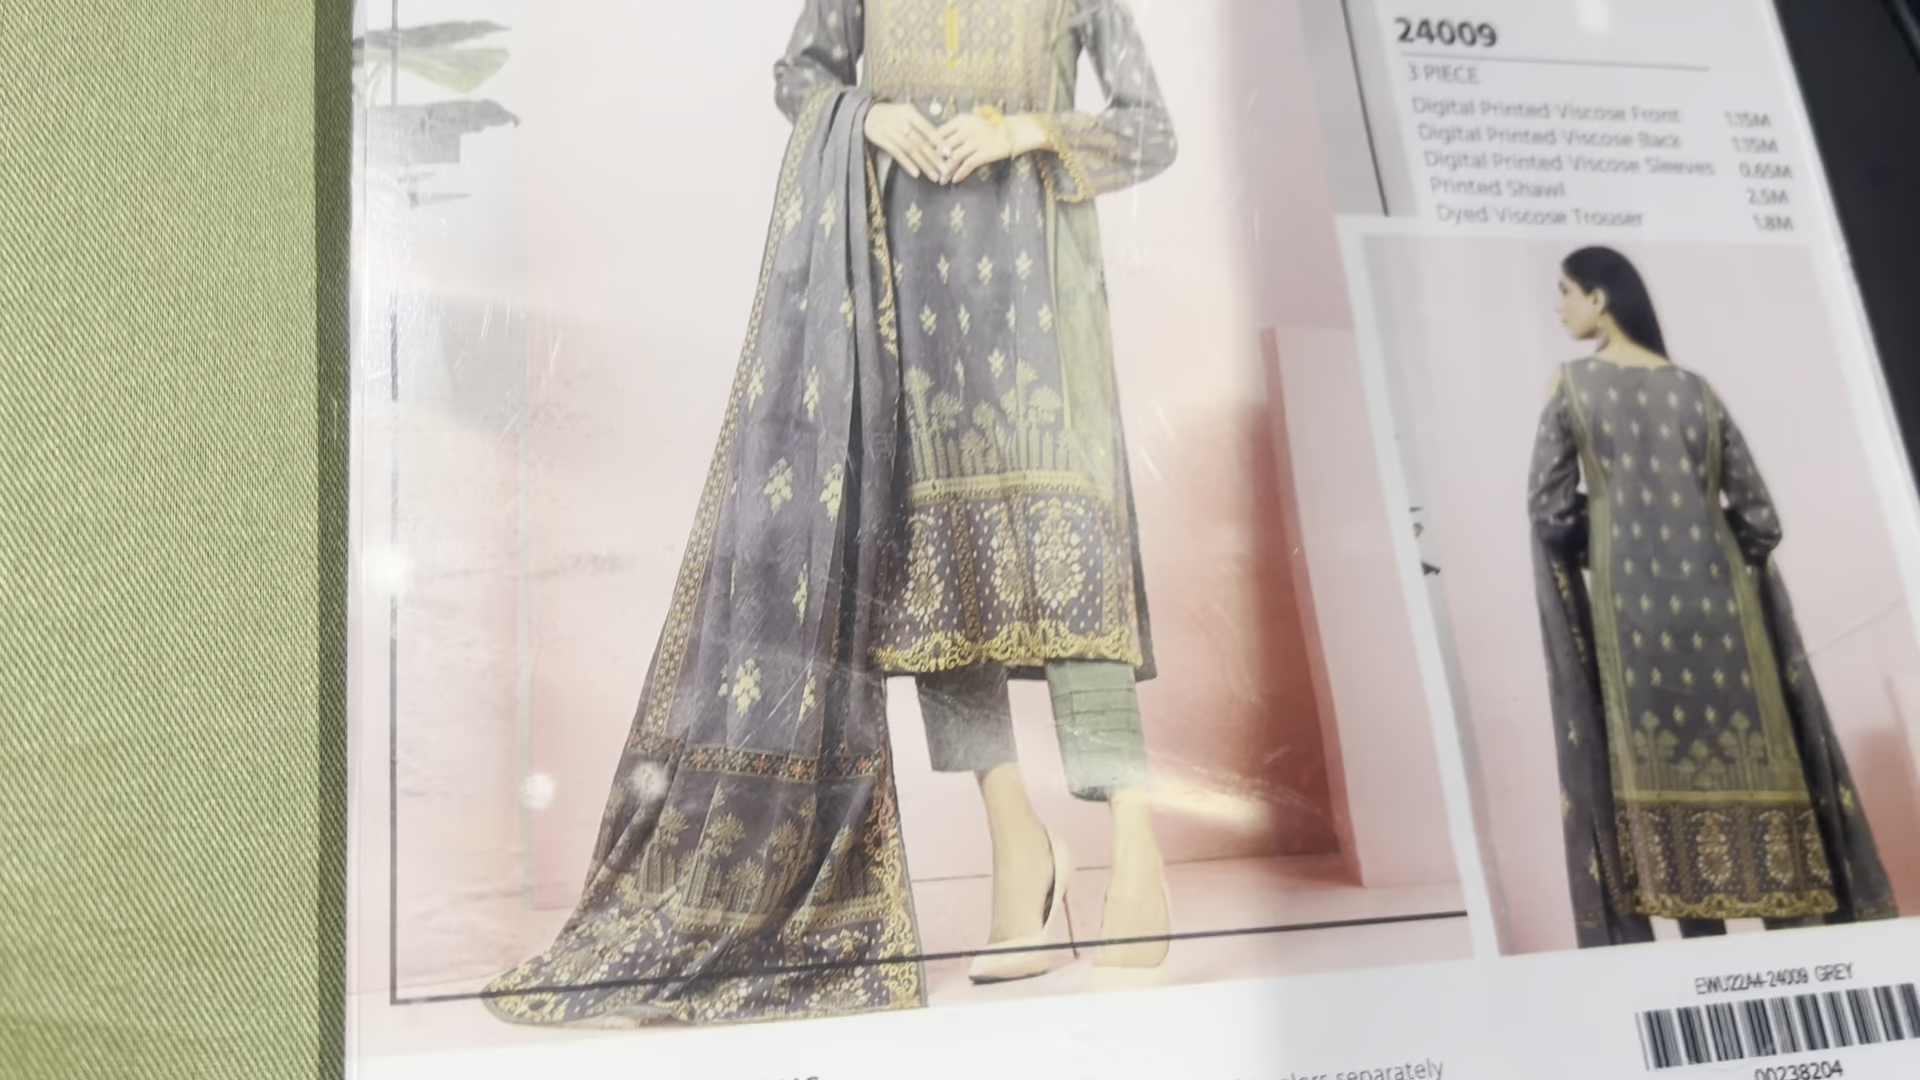 24009
3 PIECE
Digital Printed Viscose Front 1.15M
Digital Printed Viscose Back 1.15M
Digital Printed Viscose Sleeves 0.65M
Printed Shawl 2.5M
Dyed Viscose Trouser 1.8M
EWU22A4-24009 GREY
00238204
separately